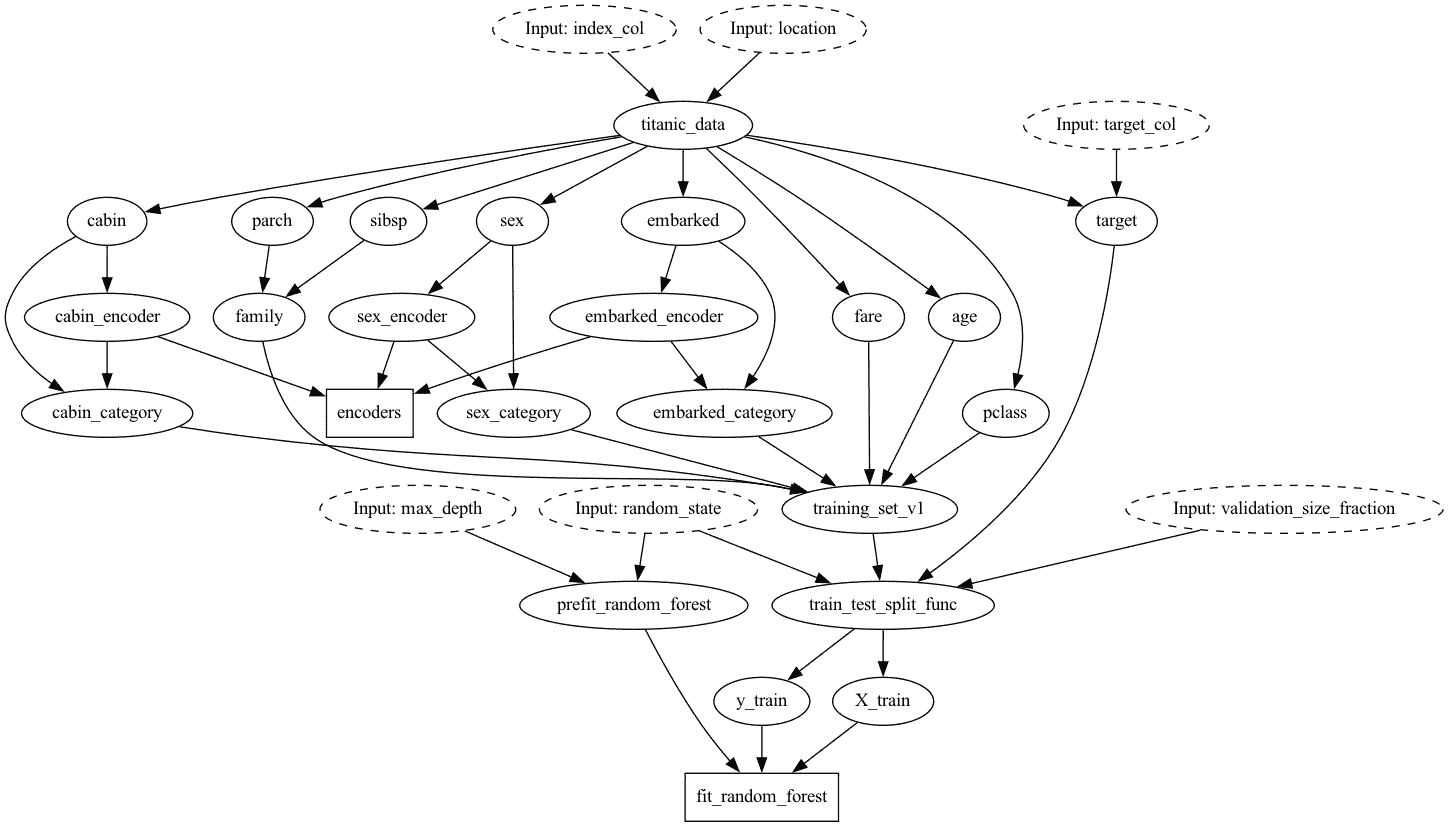 Input: index_col
Input: location
titanic_data
Input: target_col
cabin
parch
sibsp
sex
embarked
target
cabin_encoder
family
sex_encoder
embarked_encoder
fare
age
cabin_category
encoders
sex_category
embarked_category
pclass
Input: max_depth
Input: random_state
training_set_v1
Input: validation_size_fraction
prefit_random_forest
train_test_split_func
y_train
X_train
fit_random_forest